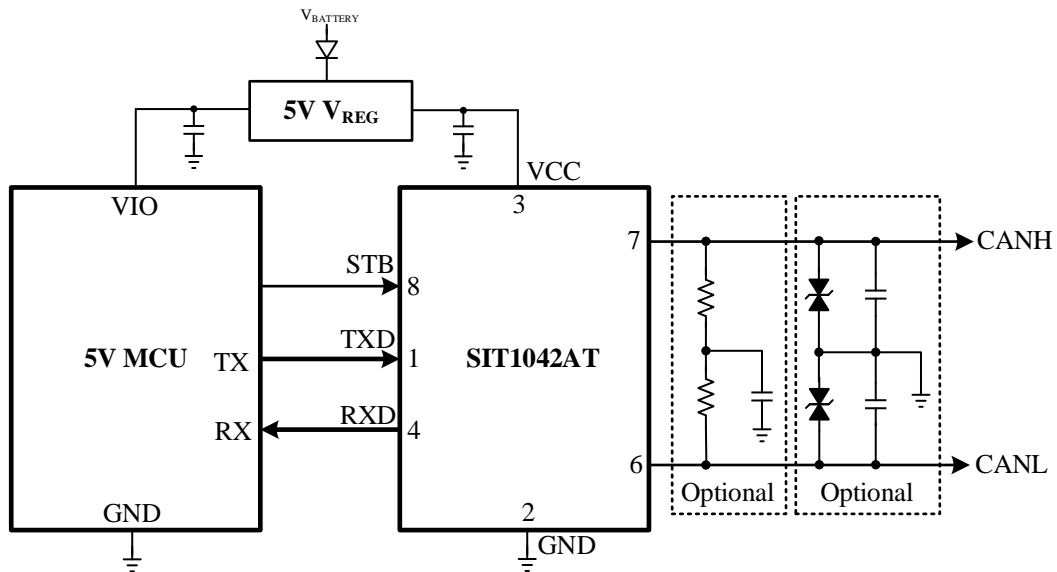 VBATTERY
5V VREG
VCC
VIO
3
7
CANH
STB
8
5V MCU
TX
TXD
1
SIT1042AT
RX
RXD
4
6
CANL
Optional
Optional
GND
2
GND